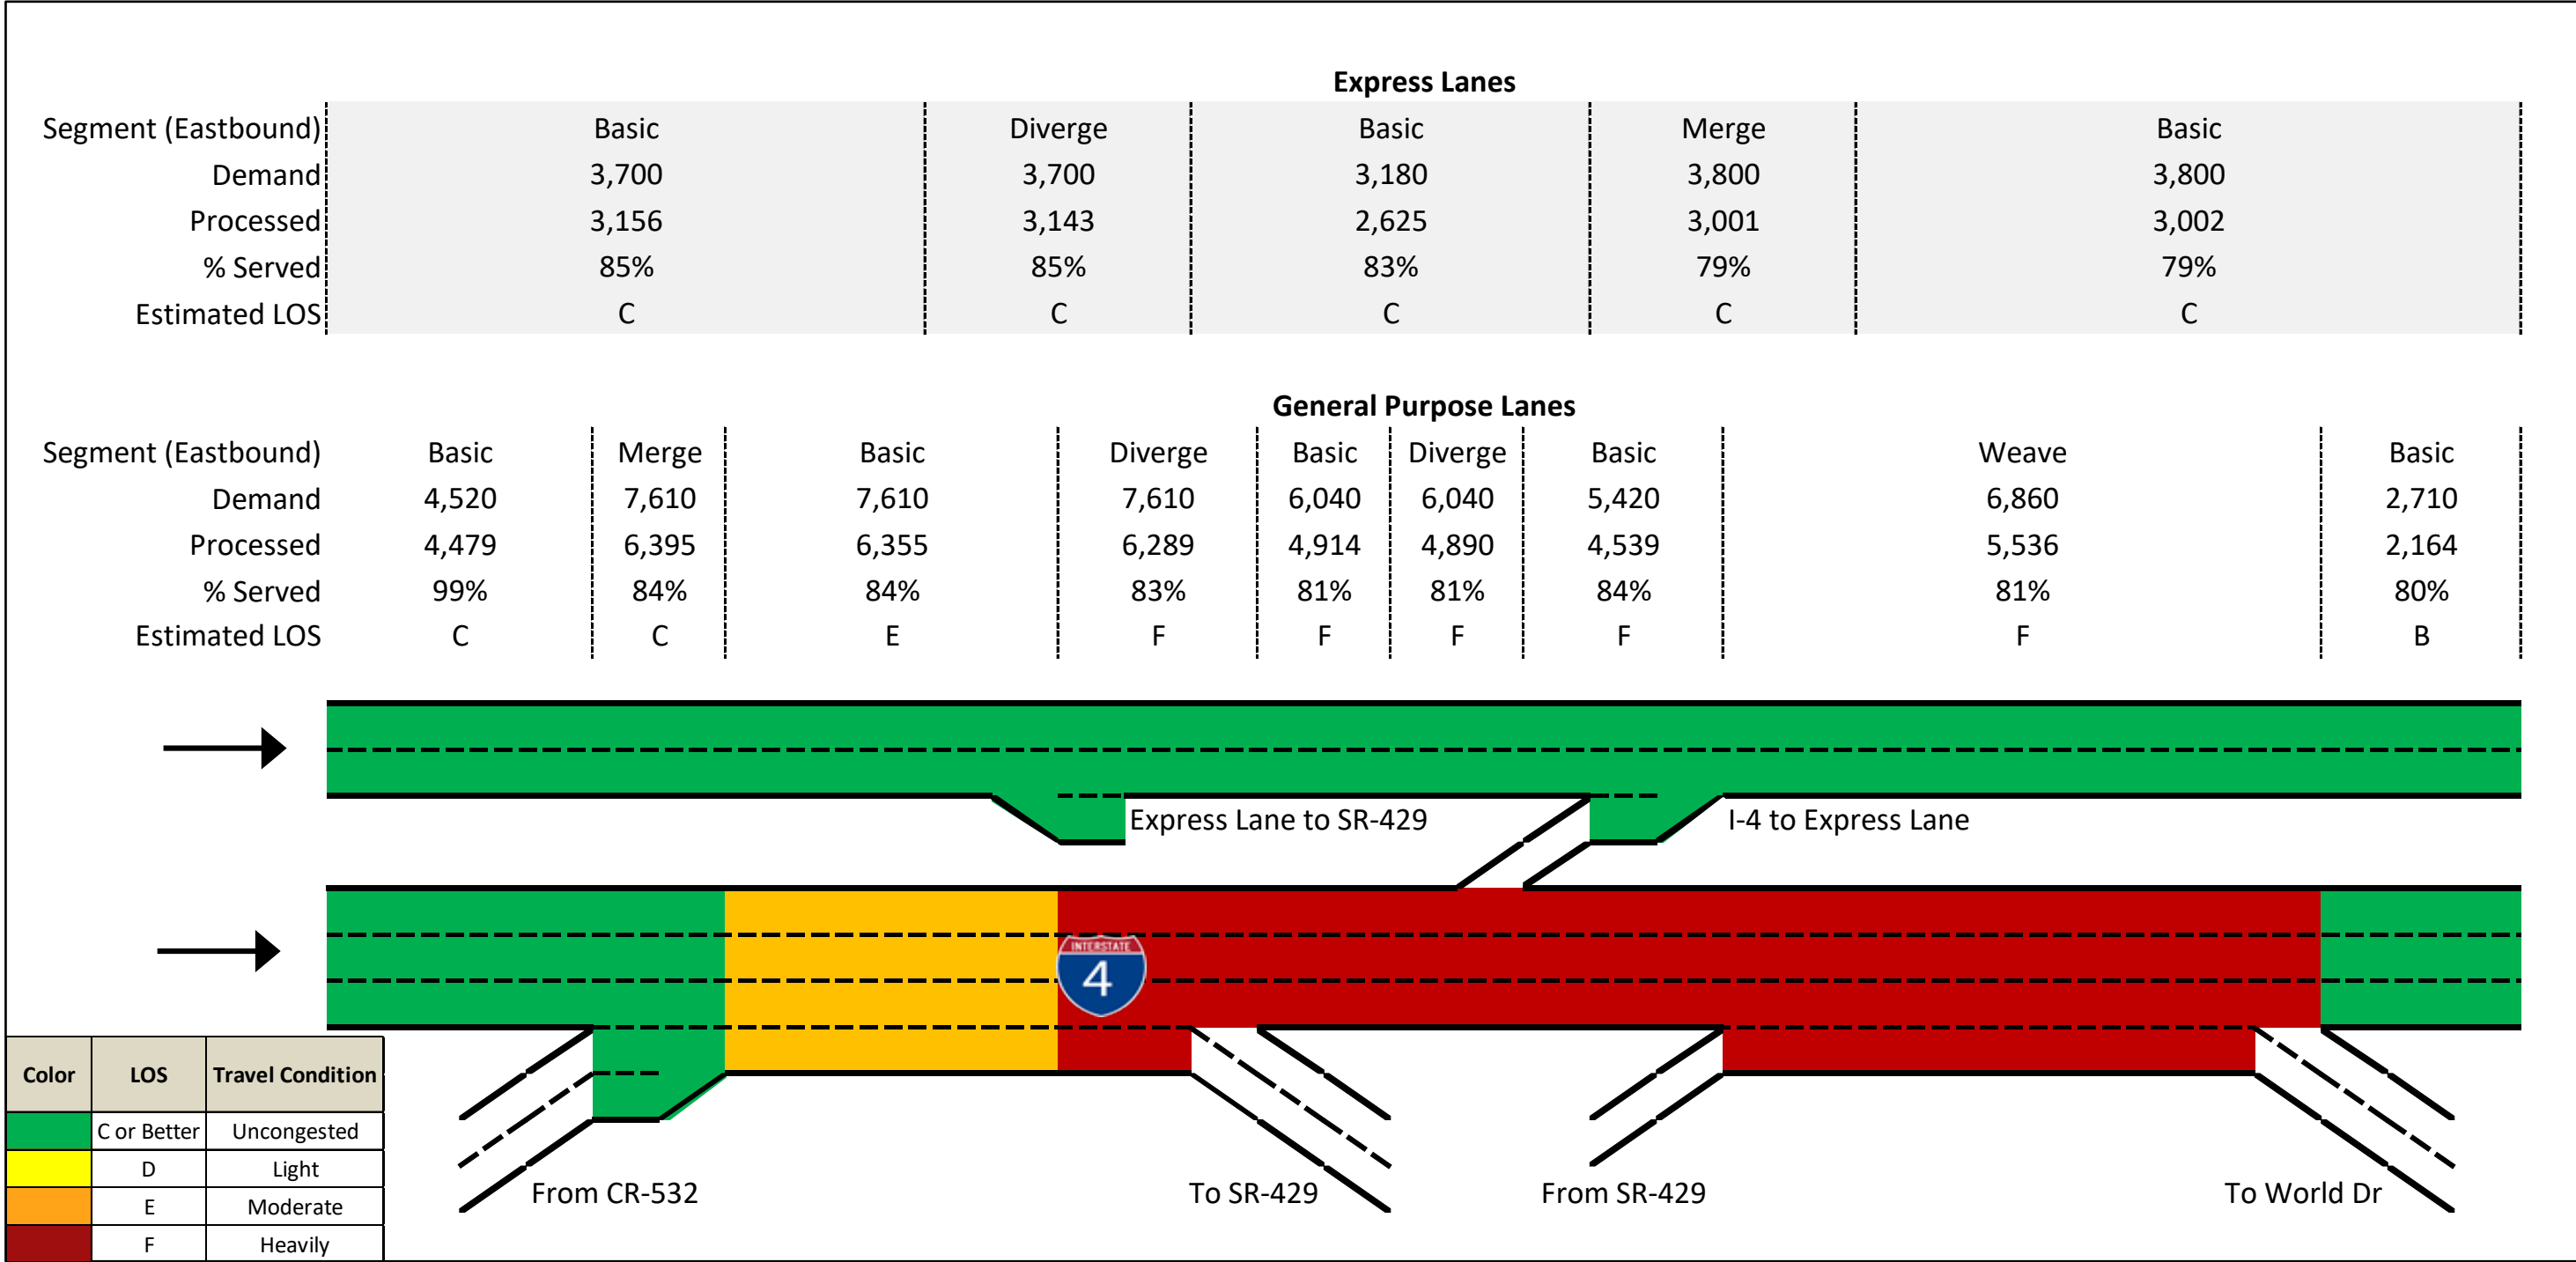 Express Lanes
Segment (Eastbound) Basic Diverge Basic Merge Basic
Demand 3,700 3,700 3,180 3,800 3,800
Processed 3,156 3,143 2,625 3,001 3,002
% Served 85% 85% 83% 79% 79%
Estimated LOS C C C C C
General Purpose Lanes
Segment (Eastbound) Basic Merge Basic Diverge Basic Diverge Basic Weave Basic
Demand 4,520 7,610 7,610 7,610 6,040 6,040 5,420 6,860 2,710
Processed 4,479 6,395 6,355 6,289 4,914 4,890 4,539 5,536 2,164
% Served 99% 84% 84% 83% 81% 81% 84% 81% 80%
Estimated LOS C C E F F F F F B
Express Lane to SR-429 I-4 to Express Lane
INTERSTATE
4
Color LOS Travel Condition
C or Better Uncongested
D Light
E Moderate
F Heavily
From CR-532 To SR-429 From SR-429 To World Dr